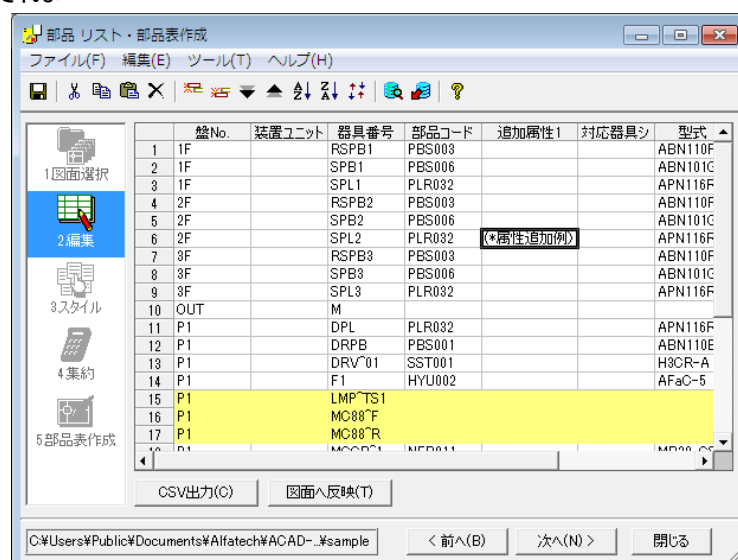 部品 リスト・部品表作成
ファイル(F) 編集(E) ツール(T) ヘルプ(H)
盤No. 装置ユニット 器具番号 部品コード 追加属性1 対応器具シ 型式
1 1F RSPB1 PBS003 ABN110F
2 1F SPB1 PBS006 ABN101G
3 1F SPL1 PLR032 APN116F
4 2F RSPB2 PBS003 ABN110F
5 2F SPB2 PBS006 ABN101G
6 2F SPL2 PLR032 (*属性追加例) APN116F
7 3F RSPB3 PBS003 ABN110F
8 3F SPB3 PBS006 ABN101G
9 3F SPL3 PLR032 APN116F
10 OUT M
11 P1 DPL PLR032 APN116F
12 P1 DRPB PBS001 ABN110E
13 P1 DRV^01 SST001 H3CR-A
14 P1 F1 HYU002 AFaC-5
15 P1 LMP^TS1
16 P1 MC88^F
17 P1 MC88^R
1図面選択
2.編集
3.スタイル
4.集約
5部品表作成
CSV出力(C) 図面へ反映(T)
C:¥Users¥Public¥Documents¥Alfatech¥ACAD-..¥sample < 前へ(B) 次へ(N) > 閉じる